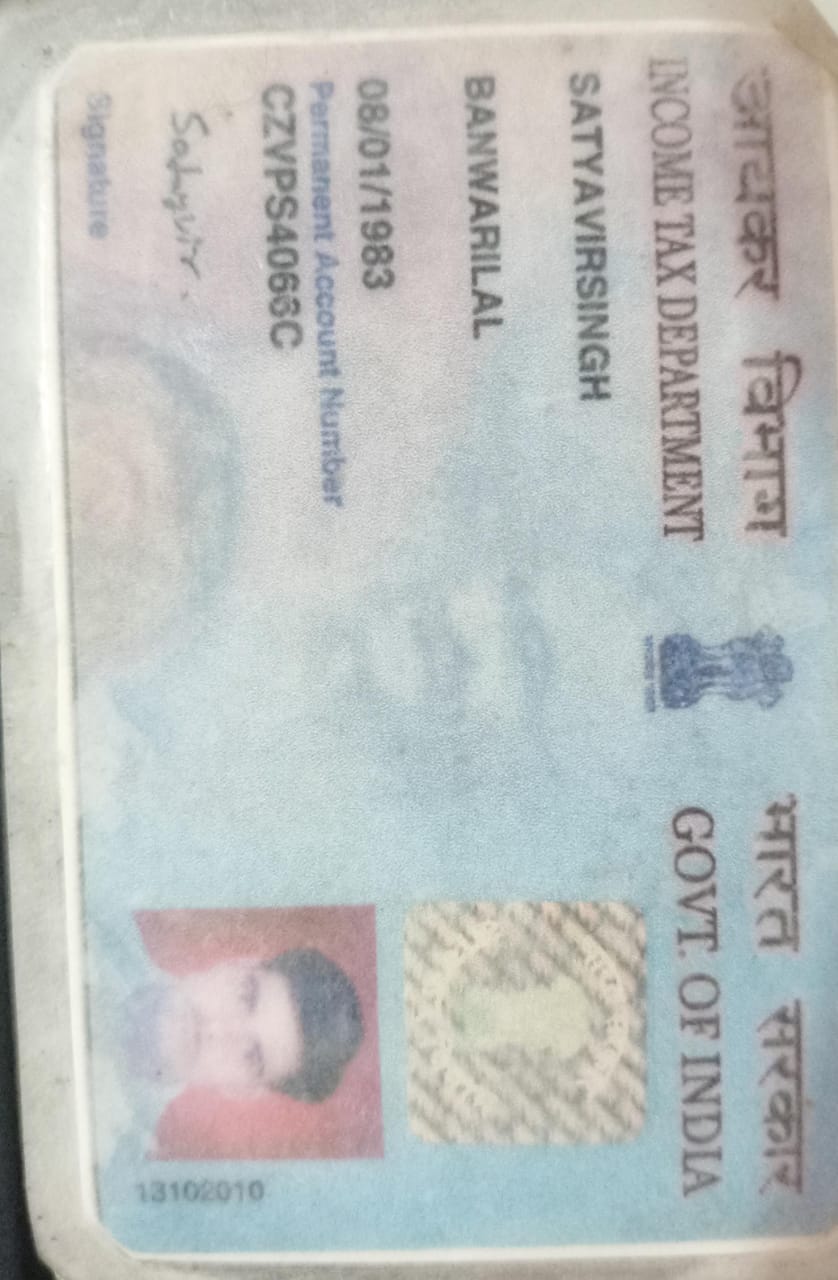 आयकर विभाग
INCOME TAX DEPARTMENT
भारत सरकार
GOVT. OF INDIA
SATYAVIRSINGH
BANWARILAL
08/01/1983
Permanent Account Number
Satyvir.
Signature
13102010